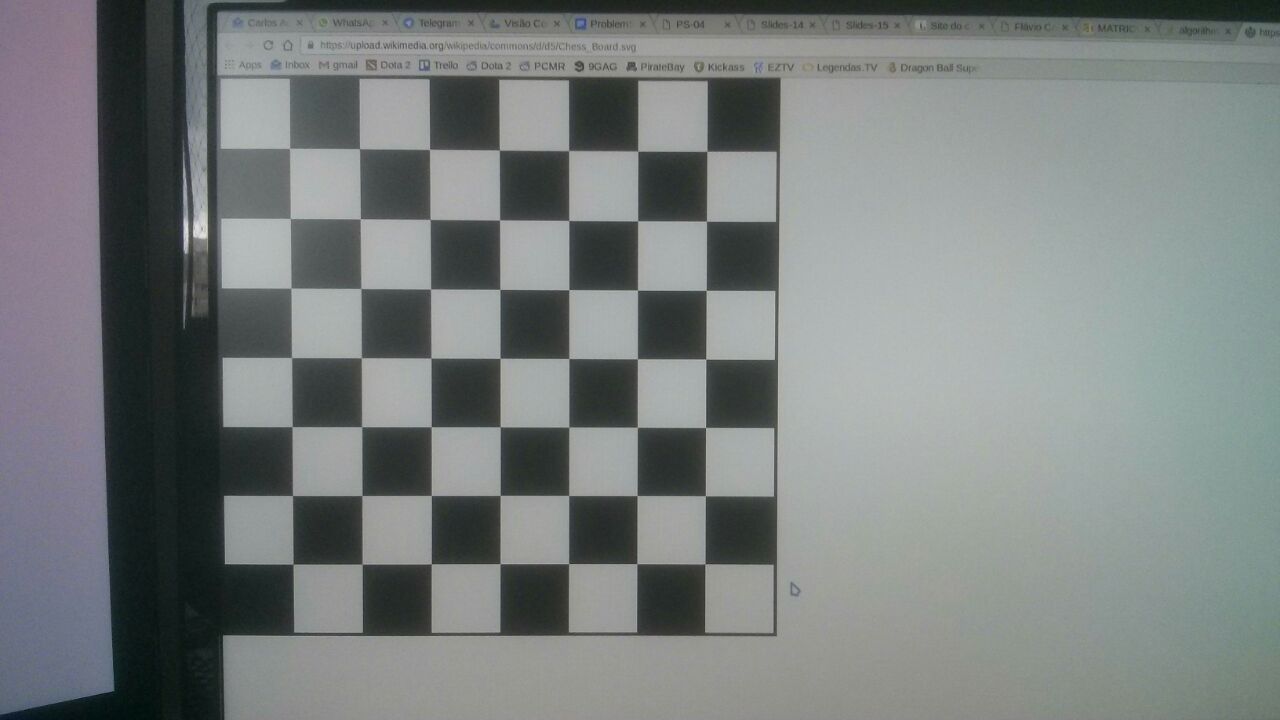 Carlos A WhatsAp Telegram Visão Co Problem PS-04 Slides-14 Slides-15 Site do c Flávio C MATRIC algorithm https
https://upload.wikimedia.org/wikipedia/commons/d/d5/Chess_Board.svg
Apps Inbox gmail Dota 2 Trello Dota 2 PCMR 9GAG PirateBay Kickass EZTV Legendas.TV Dragon Ball Supe